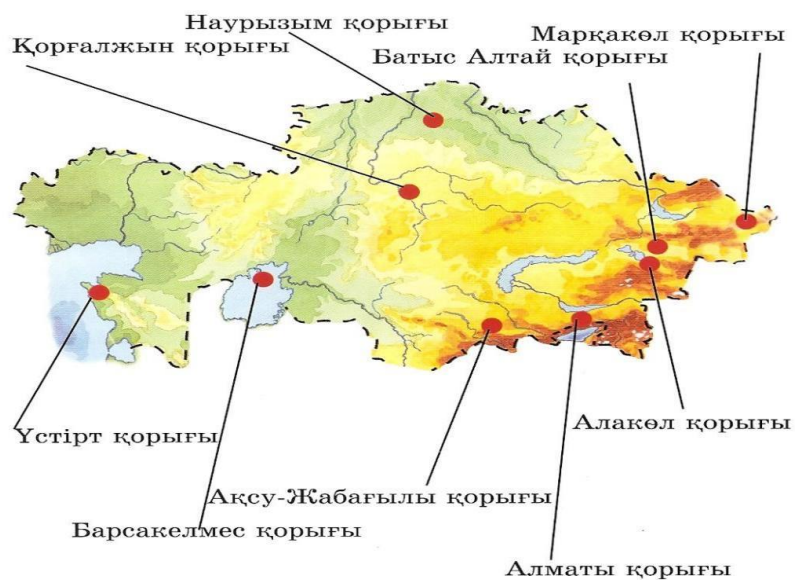 Наурызым қорығы
Қорғалжын қорығы
Марқакөл қорығы
Батыс Алтай қорығы
Үстірт қорығы
Алакөл қорығы
Ақсу-Жабағылы қорығы
Барсакелмес қорығы
Алматы қорығы